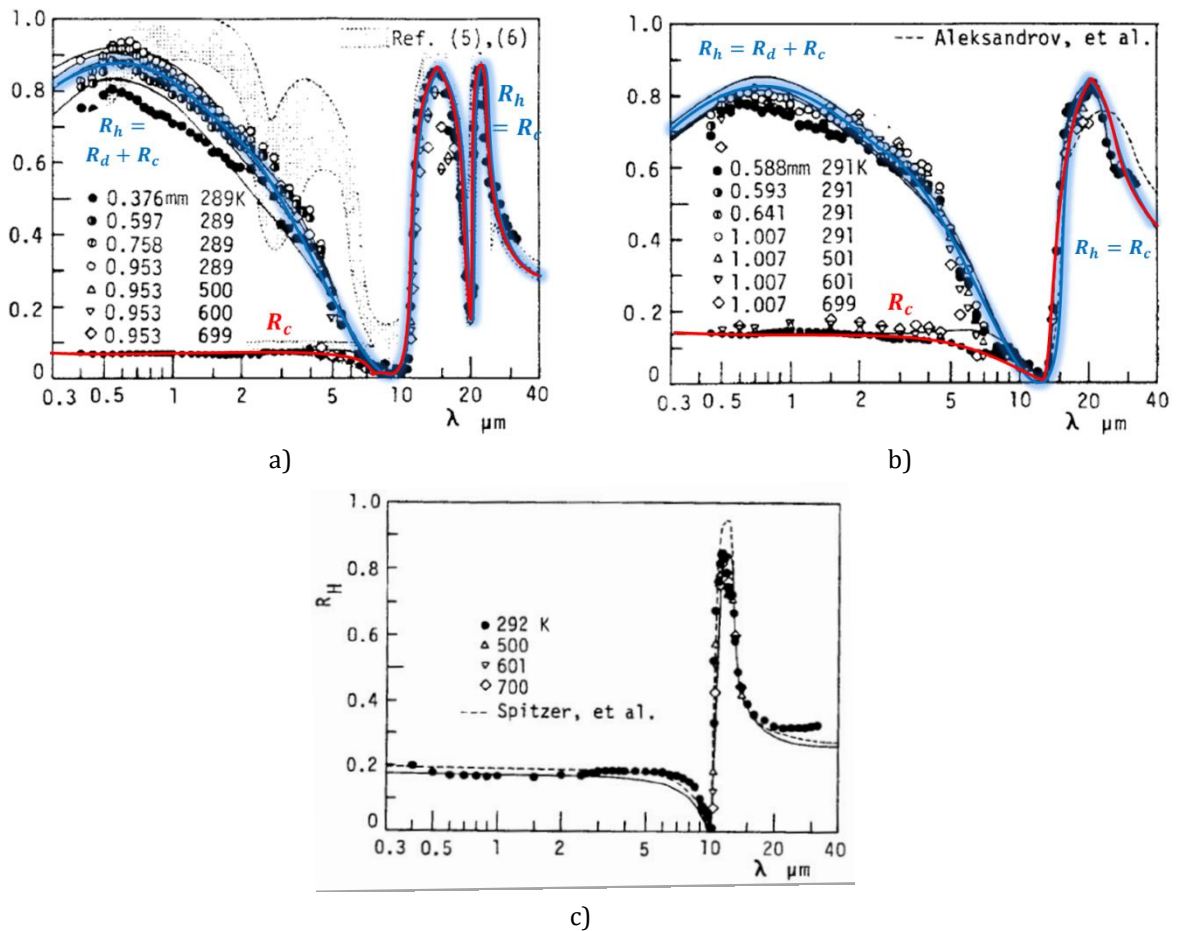 1.0
0.8
0.6
0.4
0.2
0
Ref. (5),(6)
R_h =
R_d + R_c
R_h
= R_c
● 0.376mm 289K
0.597 289
0.758 289
○ 0.953 289
△ 0.953 500
▽ 0.953 600
◇ 0.953 699
R_c
0.3 0.5 1 2 5 10 20 40
λ μm
a)
1.0
0.8
0.6
0.4
0.2
0
R_h = R_d + R_c
---- Aleksandrov, et al.
● 0.588mm 291K
0.593 291
0.641 291
○ 1.007 291
△ 1.007 501
▽ 1.007 601
◇ 1.007 699
R_h = R_c
R_c
0.3 0.5 1 2 5 10 20 40
λ μm
b)
R_H
1.0
0.8
0.6
0.4
0.2
0
● 292 K
△ 500
▽ 601
◇ 700
--- Spitzer, et al.
0.3 0.5 1 2 5 10 20 40
λ μm
c)